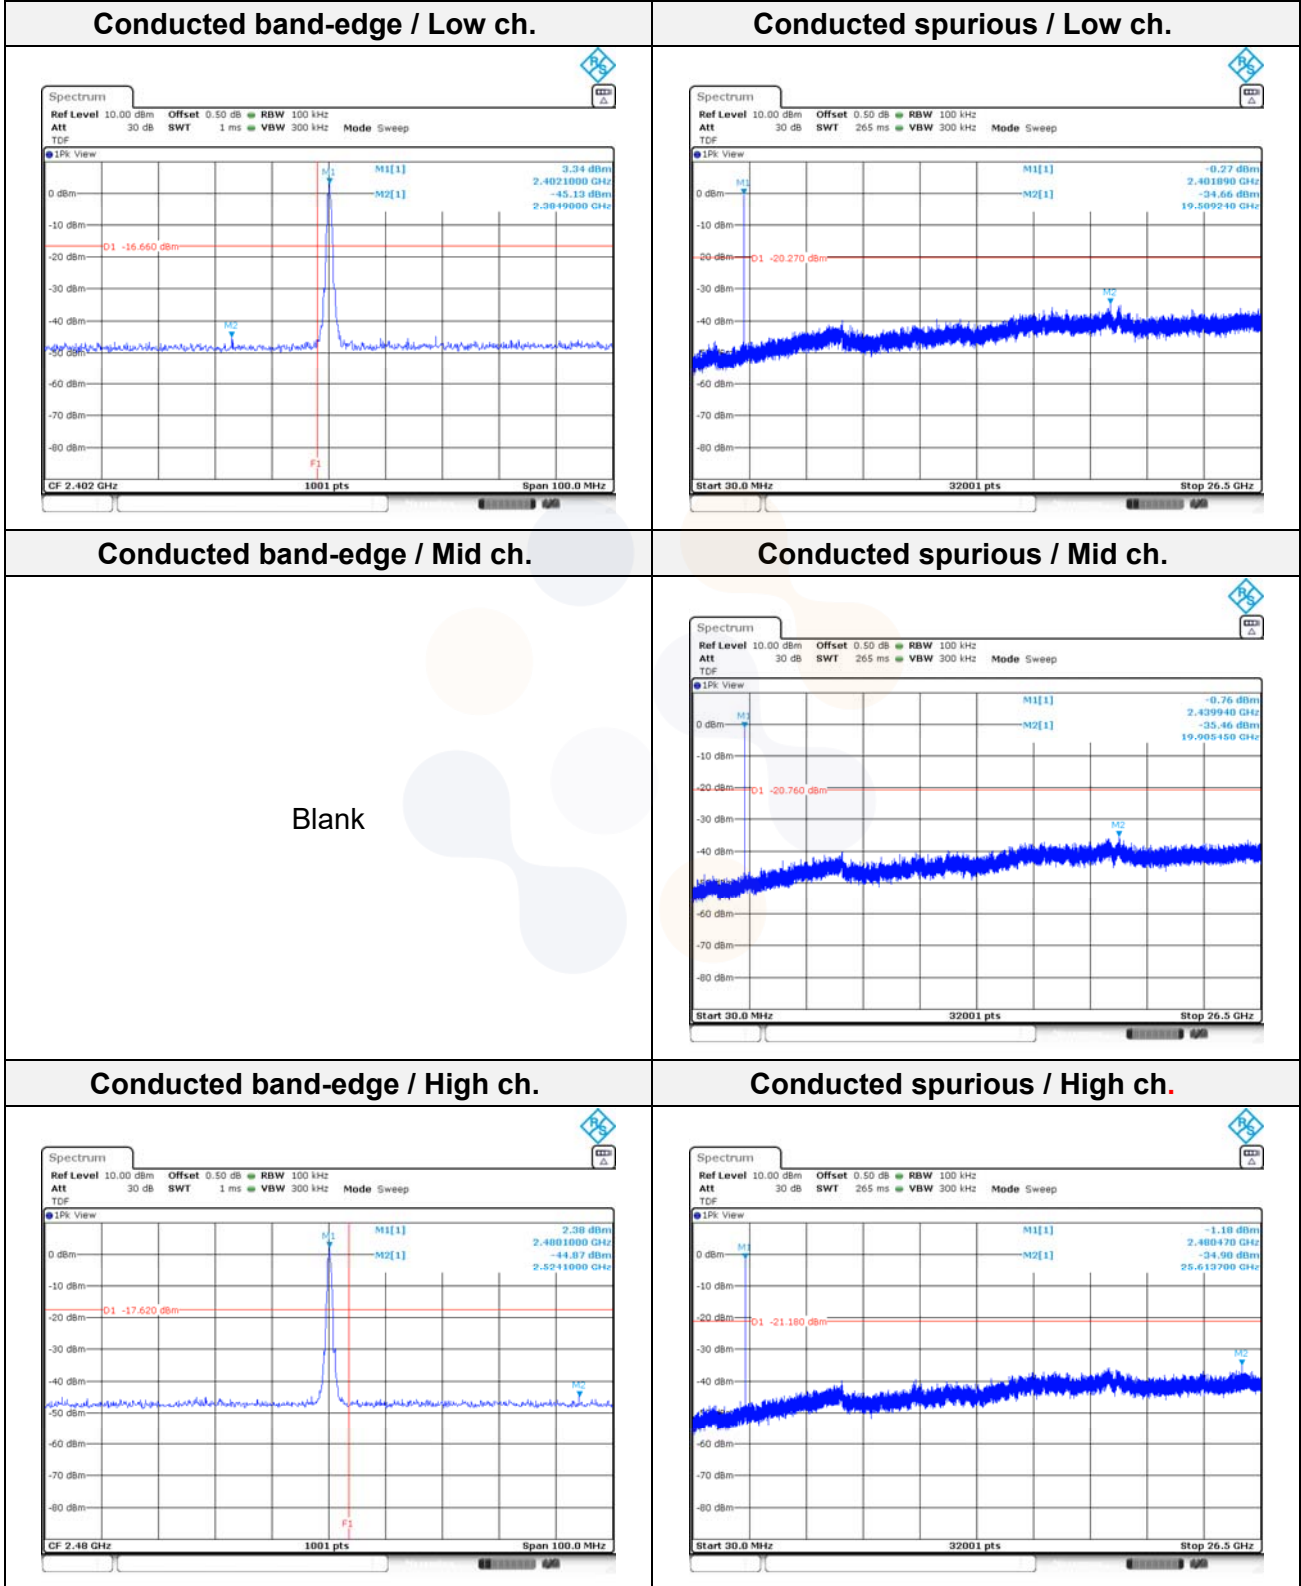 Conducted band-edge / Low ch.
Conducted spurious / Low ch.
R&S
Spectrum
Ref Level 10.00 dBm Offset 0.50 dB RBW 100 kHz
Att 30 dB SWT 1 ms VBW 300 kHz Mode Sweep
TDF
1Pk View
M1[1] 3.34 dBm
2.4021000 GHz
M2[1] -45.13 dBm
2.3849000 GHz
M1
0 dBm
-10 dBm
D1 -16.660 dBm
-20 dBm
-30 dBm
M2
-40 dBm
-50 dBm
-60 dBm
-70 dBm
-80 dBm
F1
CF 2.402 GHz 1001 pts Span 100.0 MHz
R&S
Spectrum
Ref Level 10.00 dBm Offset 0.50 dB RBW 100 kHz
Att 30 dB SWT 265 ms VBW 300 kHz Mode Sweep
TDF
1Pk View
M1[1] -0.27 dBm
2.401890 GHz
M2[1] -34.66 dBm
19.509240 GHz
M1
0 dBm
-10 dBm
-20 dBm
D1 -20.270 dBm
-30 dBm
M2
-40 dBm
-50 dBm
-60 dBm
-70 dBm
-80 dBm
Start 30.0 MHz 32001 pts Stop 26.5 GHz
Conducted band-edge / Mid ch.
Conducted spurious / Mid ch.
Blank
R&S
Spectrum
Ref Level 10.00 dBm Offset 0.50 dB RBW 100 kHz
Att 30 dB SWT 265 ms VBW 300 kHz Mode Sweep
TDF
1Pk View
M1[1] -0.76 dBm
2.439940 GHz
M2[1] -35.46 dBm
19.905450 GHz
M1
0 dBm
-10 dBm
-20 dBm
D1 -20.760 dBm
-30 dBm
M2
-40 dBm
-50 dBm
-60 dBm
-70 dBm
-80 dBm
Start 30.0 MHz 32001 pts Stop 26.5 GHz
Conducted band-edge / High ch.
Conducted spurious / High ch.
R&S
Spectrum
Ref Level 10.00 dBm Offset 0.50 dB RBW 100 kHz
Att 30 dB SWT 1 ms VBW 300 kHz Mode Sweep
TDF
1Pk View
M1[1] 2.38 dBm
2.4801000 GHz
M2[1] -44.87 dBm
2.5241000 GHz
M1
0 dBm
-10 dBm
D1 -17.620 dBm
-20 dBm
-30 dBm
-40 dBm
M2
-50 dBm
-60 dBm
-70 dBm
-80 dBm
F1
CF 2.48 GHz 1001 pts Span 100.0 MHz
R&S
Spectrum
Ref Level 10.00 dBm Offset 0.50 dB RBW 100 kHz
Att 30 dB SWT 265 ms VBW 300 kHz Mode Sweep
TDF
1Pk View
M1[1] -1.18 dBm
2.480470 GHz
M2[1] -34.90 dBm
25.613700 GHz
M1
0 dBm
-10 dBm
-20 dBm
D1 -21.180 dBm
-30 dBm
M2
-40 dBm
-50 dBm
-60 dBm
-70 dBm
-80 dBm
Start 30.0 MHz 32001 pts Stop 26.5 GHz